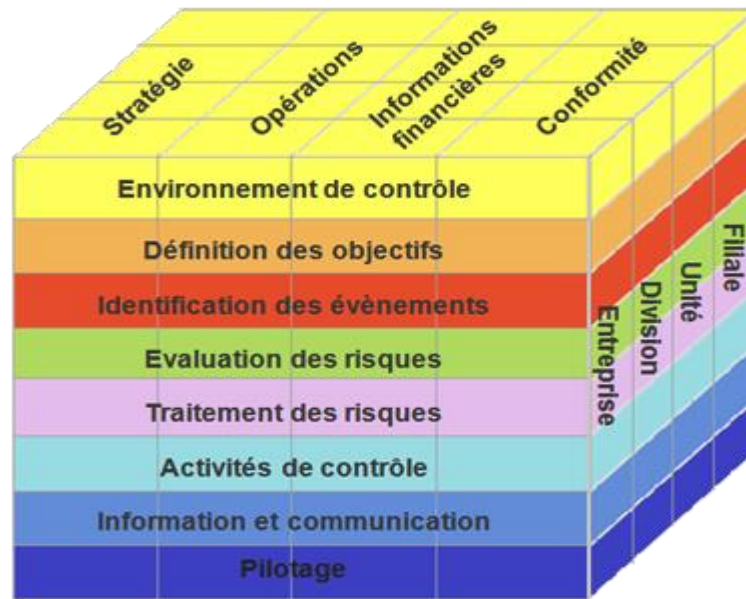 Stratégie
Opérations
Informations
financières
Conformité
Environnement de contrôle
Définition des objectifs
Identification des évènements
Evaluation des risques
Traitement des risques
Activités de contrôle
Information et communication
Pilotage
Entreprise
Division
Unité
Filiale